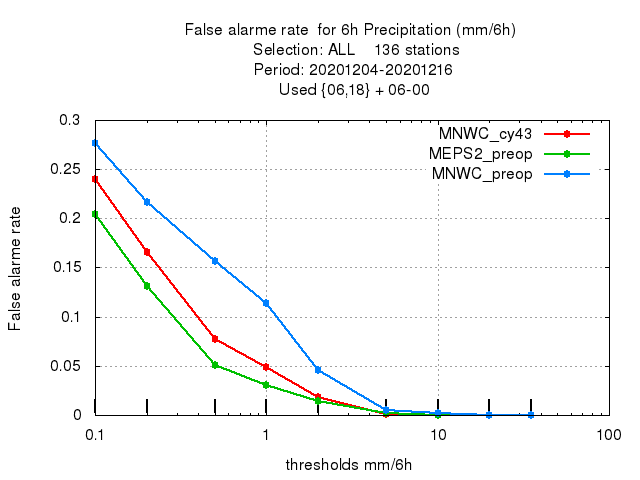 False alarme rate  for 6h Precipitation (mm/6h)
Selection: ALL    136 stations
Period: 20201204-20201216
Used {06,18} + 06-00
MNWC_cy43
MEPS2_preop
MNWC_preop
0.3
0.25
0.2
0.15
0.1
0.05
0
False alarme rate
0.1 1 10 100
thresholds mm/6h